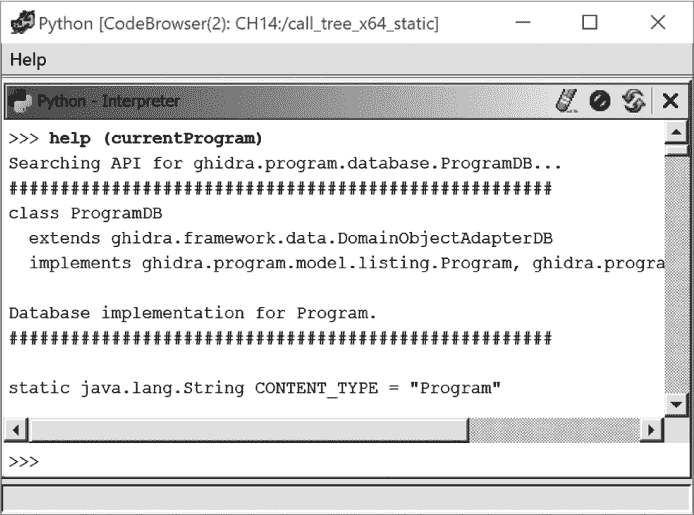 Python [CodeBrowser(2): CH14:/call_tree_x64_static]
Help
Python - Interpreter
>>> help (currentProgram)
Searching API for ghidra.program.database.ProgramDB...
#####################################################
class ProgramDB
  extends ghidra.framework.data.DomainObjectAdapterDB
  implements ghidra.program.model.listing.Program, ghidra.progra
Database implementation for Program.
#####################################################
static java.lang.String CONTENT_TYPE = "Program"
>>>